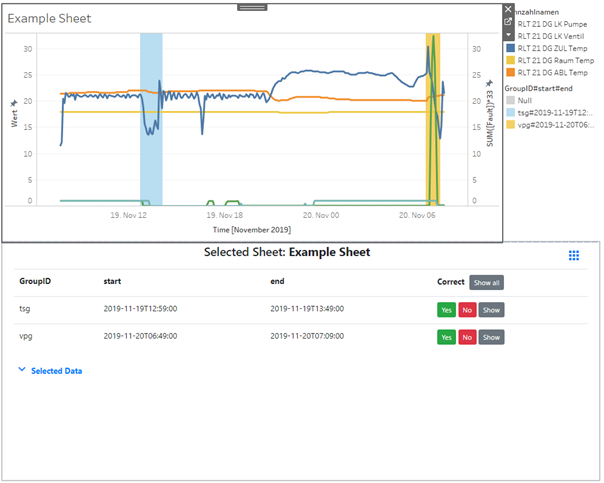 Example Sheet
30
25
20
15
10
5
0
Wert
30
25
20
15
10
5
0
SUM([Fault])*33
19. Nov 12
19. Nov 18
20. Nov 00
20. Nov 06
Time [November 2019]
nzahlnamen
RLT 21 DG LK Pumpe
RLT 21 DG LK Ventil
RLT 21 DG ZUL Temp
RLT 21 DG Raum Temp
RLT 21 DG ABL Temp
GroupID#start#end
Null
tsg#2019-11-19T12:...
vpg#2019-11-20T06:...
Selected Sheet: Example Sheet
GroupID start end Correct Show all
tsg 2019-11-19T12:59:00 2019-11-19T13:49:00 Yes No Show
vpg 2019-11-20T06:49:00 2019-11-20T07:09:00 Yes No Show
Selected Data